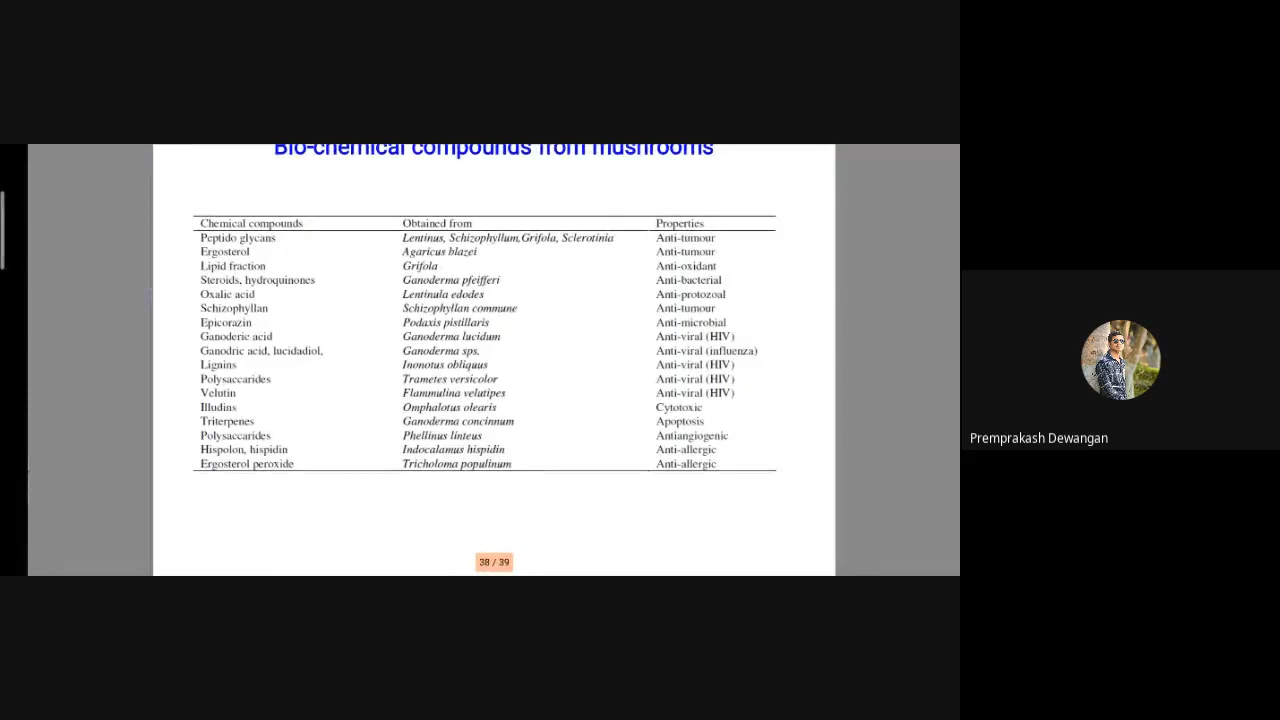 Bio-chemical compounds from mushrooms
Chemical compounds Obtained from Properties
Peptido glycans Lentinus, Schizophyllum,Grifola, Sclerotinia Anti-tumour
Ergosterol Agaricus blazei Anti-tumour
Lipid fraction Grifola Anti-oxidant
Steroids, hydroquinones Ganoderma pfeifferi Anti-bacterial
Oxalic acid Lentinula edodes Anti-protozoal
Schizophyllan Schizophyllan commune Anti-tumour
Epicorazin Podaxis pistillaris Anti-microbial
Ganoderic acid Ganoderma lucidum Anti-viral (HIV)
Ganodric acid, lucidadiol, Ganoderma sps. Anti-viral (influenza)
Lignins Inonotus obliquus Anti-viral (HIV)
Polysaccarides Trametes versicolor Anti-viral (HIV)
Velutin Flammulina velutipes Anti-viral (HIV)
Illudins Omphalotus olearis Cytotoxic
Triterpenes Ganoderma concinnum Apoptosis
Polysaccarides Phellinus linteus Antiangiogenic
Hispolon, hispidin Indocalamus hispidin Anti-allergic
Ergosterol peroxide Tricholoma populinum Anti-allergic
38 / 39
Premprakash Dewangan